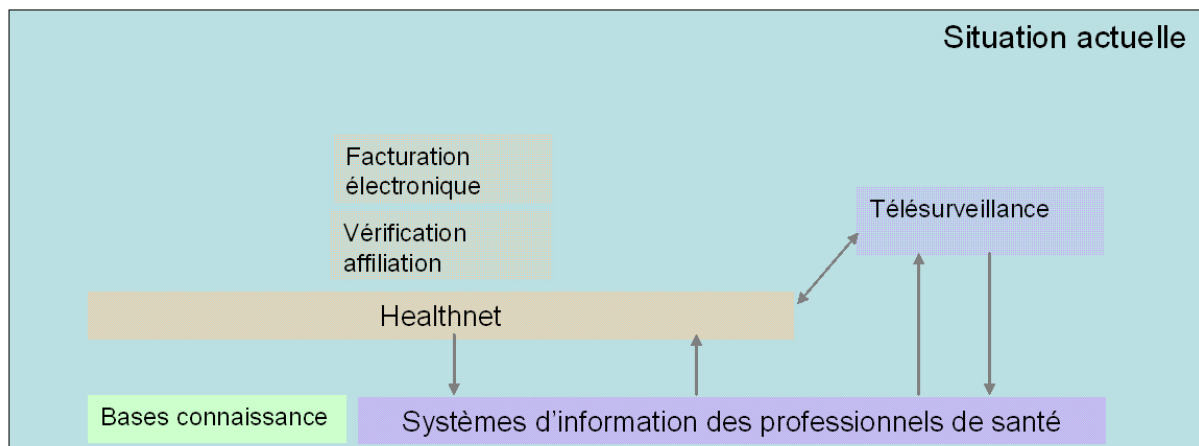 Situation actuelle
Facturation
électronique
Vérification
affiliation
Télésurveillance
Healthnet
Bases connaissance
Systèmes d'information des professionnels de santé